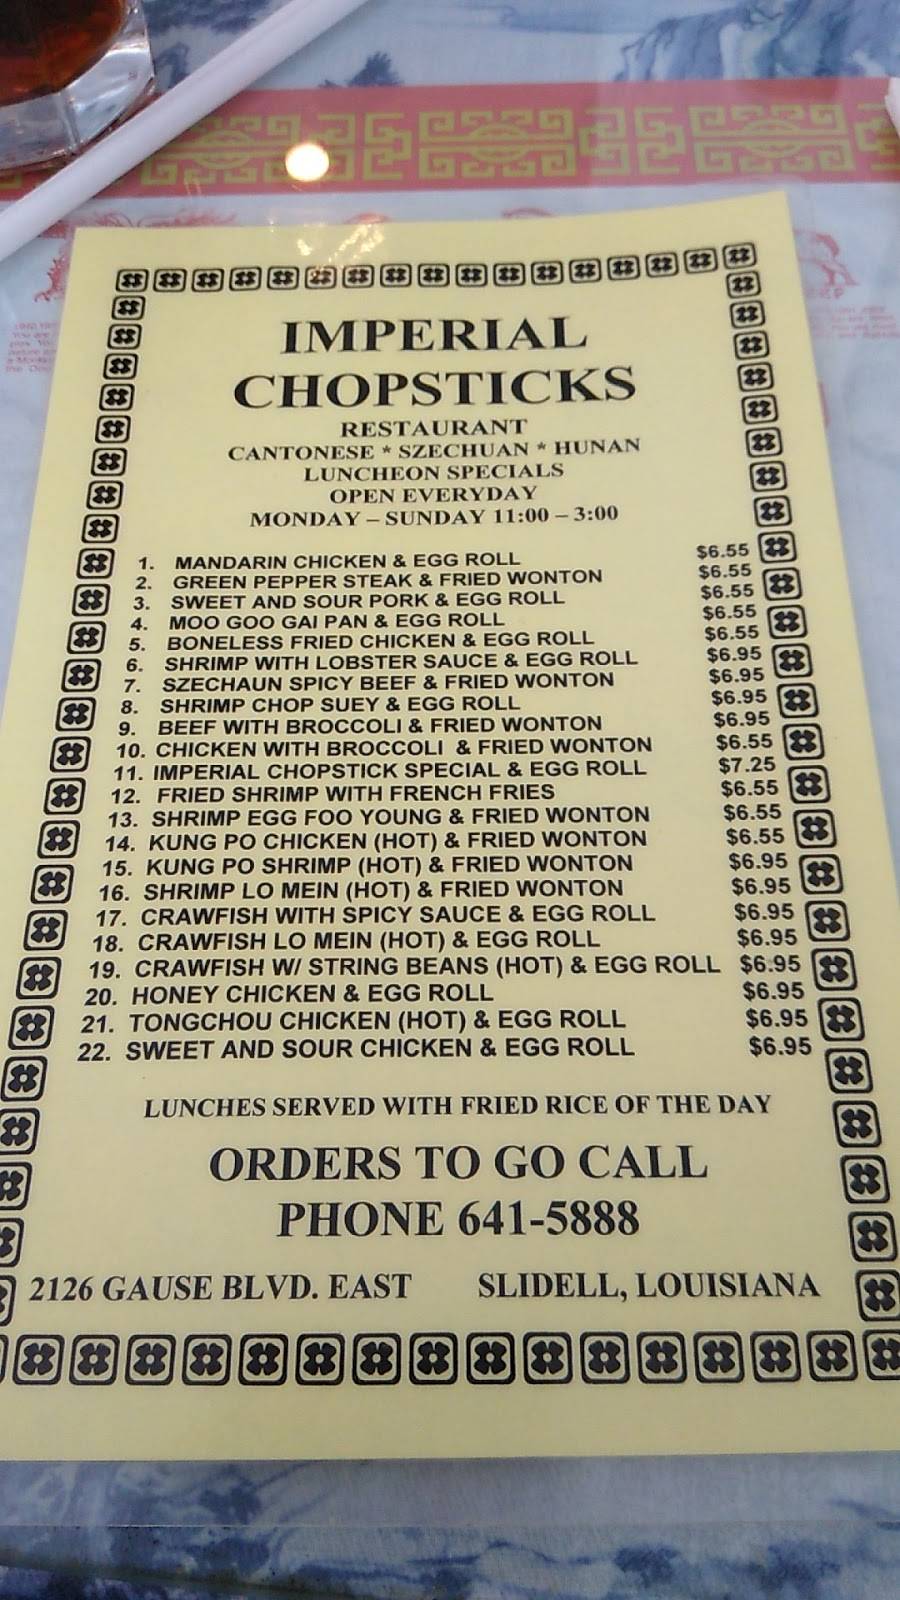 IMPERIAL
CHOPSTICKS
RESTAURANT
CANTONESE * SZECHUAN * HUNAN
LUNCHEON SPECIALS
OPEN EVERYDAY
MONDAY – SUNDAY 11:00 – 3:00
1. MANDARIN CHICKEN & EGG ROLL $6.55
2. GREEN PEPPER STEAK & FRIED WONTON $6.55
3. SWEET AND SOUR PORK & EGG ROLL $6.55
4. MOO GOO GAI PAN & EGG ROLL $6.55
5. BONELESS FRIED CHICKEN & EGG ROLL $6.55
6. SHRIMP WITH LOBSTER SAUCE & EGG ROLL $6.95
7. SZECHAUN SPICY BEEF & FRIED WONTON $6.95
8. SHRIMP CHOP SUEY & EGG ROLL $6.95
9. BEEF WITH BROCCOLI & FRIED WONTON $6.95
10. CHICKEN WITH BROCCOLI & FRIED WONTON $6.55
11. IMPERIAL CHOPSTICK SPECIAL & EGG ROLL $7.25
12. FRIED SHRIMP WITH FRENCH FRIES $6.55
13. SHRIMP EGG FOO YOUNG & FRIED WONTON $6.55
14. KUNG PO CHICKEN (HOT) & FRIED WONTON $6.55
15. KUNG PO SHRIMP (HOT) & FRIED WONTON $6.95
16. SHRIMP LO MEIN (HOT) & FRIED WONTON $6.95
17. CRAWFISH WITH SPICY SAUCE & EGG ROLL $6.95
18. CRAWFISH LO MEIN (HOT) & EGG ROLL $6.95
19. CRAWFISH W/ STRING BEANS (HOT) & EGG ROLL $6.95
20. HONEY CHICKEN & EGG ROLL $6.95
21. TONGCHOU CHICKEN (HOT) & EGG ROLL $6.95
22. SWEET AND SOUR CHICKEN & EGG ROLL $6.95
LUNCHES SERVED WITH FRIED RICE OF THE DAY
ORDERS TO GO CALL
PHONE 641-5888
2126 GAUSE BLVD. EAST SLIDELL, LOUISIANA